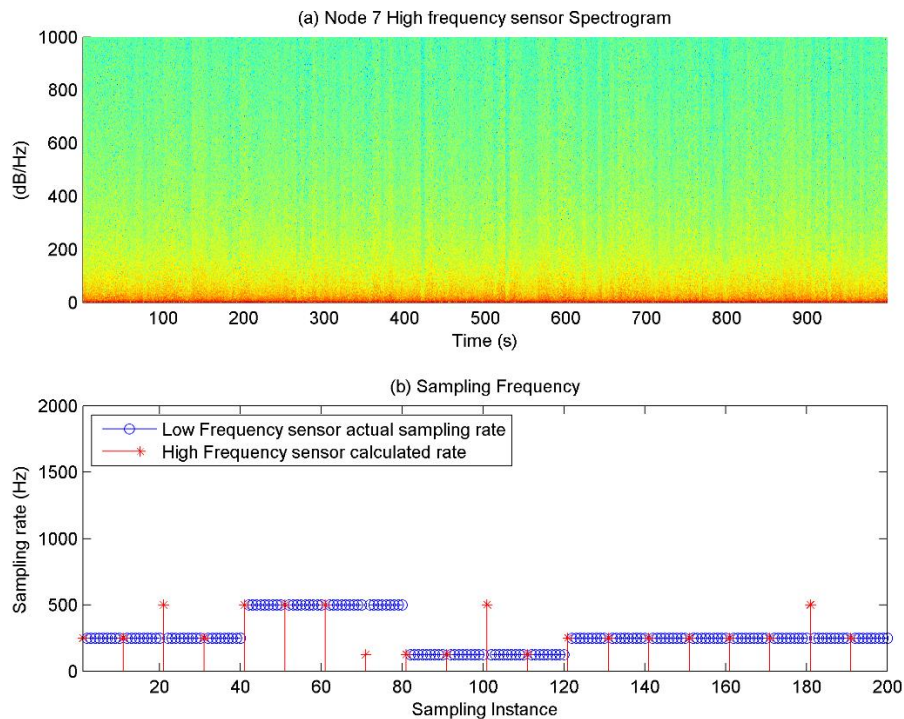 (a) Node 7 High frequency sensor Spectrogram
1000
800
600
400
200
0
(dB/Hz)
100 200 300 400 500 600 700 800 900
Time (s)
(b) Sampling Frequency
2000
1500
1000
500
0
Sampling rate (Hz)
Low Frequency sensor actual sampling rate
High Frequency sensor calculated rate
20 40 60 80 100 120 140 160 180 200
Sampling Instance